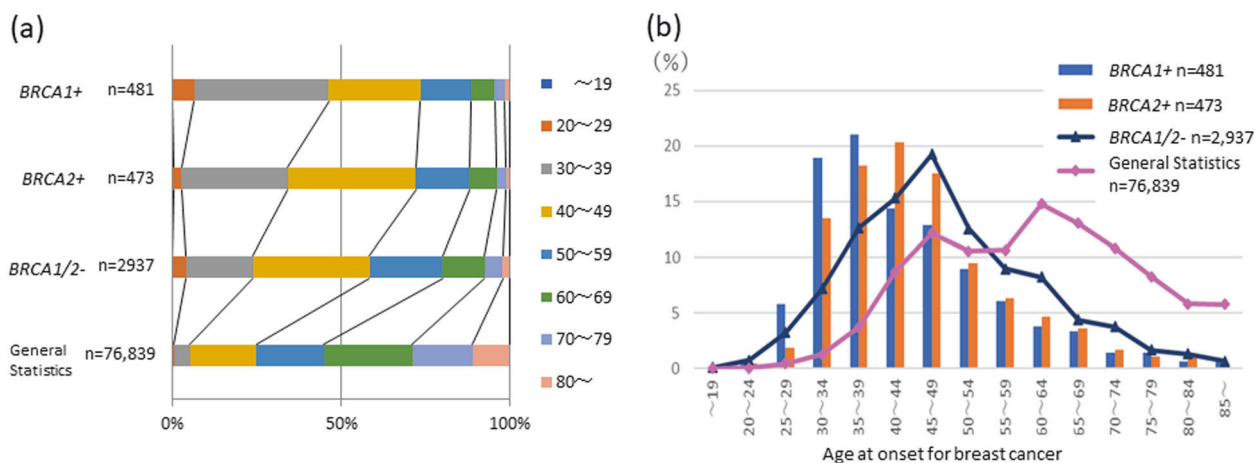 (a)
BRCA1+ n=481
BRCA2+ n=473
BRCA1/2- n=2937
General
Statistics n=76,839
0% 50% 100%
～19
20～29
30～39
40～49
50～59
60～69
70～79
80～
(b)
(%)
25
20
15
10
5
0
BRCA1+ n=481
BRCA2+ n=473
BRCA1/2- n=2,937
General Statistics
n=76,839
～19
20～24
25～29
30～34
35～39
40～44
45～49
50～54
55～59
60～64
65～69
70～74
75～79
80～84
85～
Age at onset for breast cancer